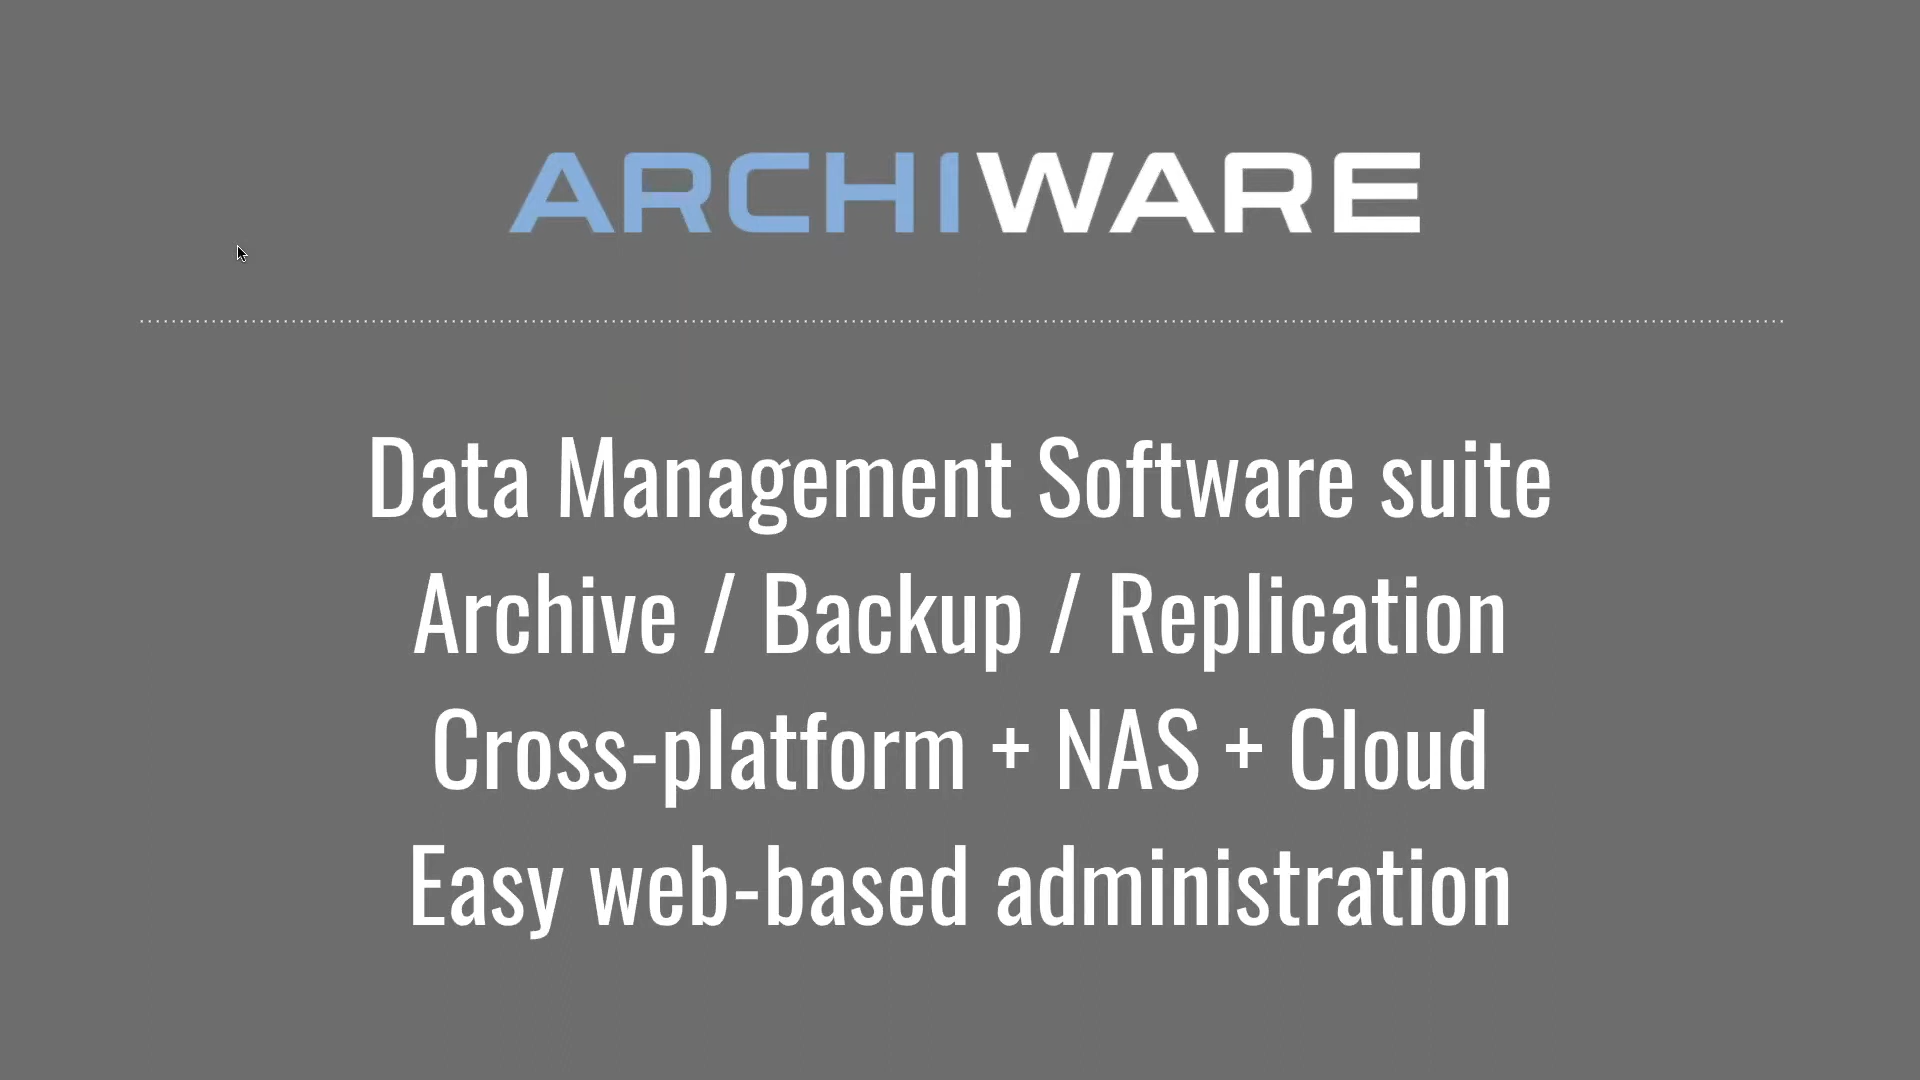 ARCHIWARE
Data Management Software suite
Archive / Backup / Replication
Cross-platform + NAS + Cloud
Easy web-based administration